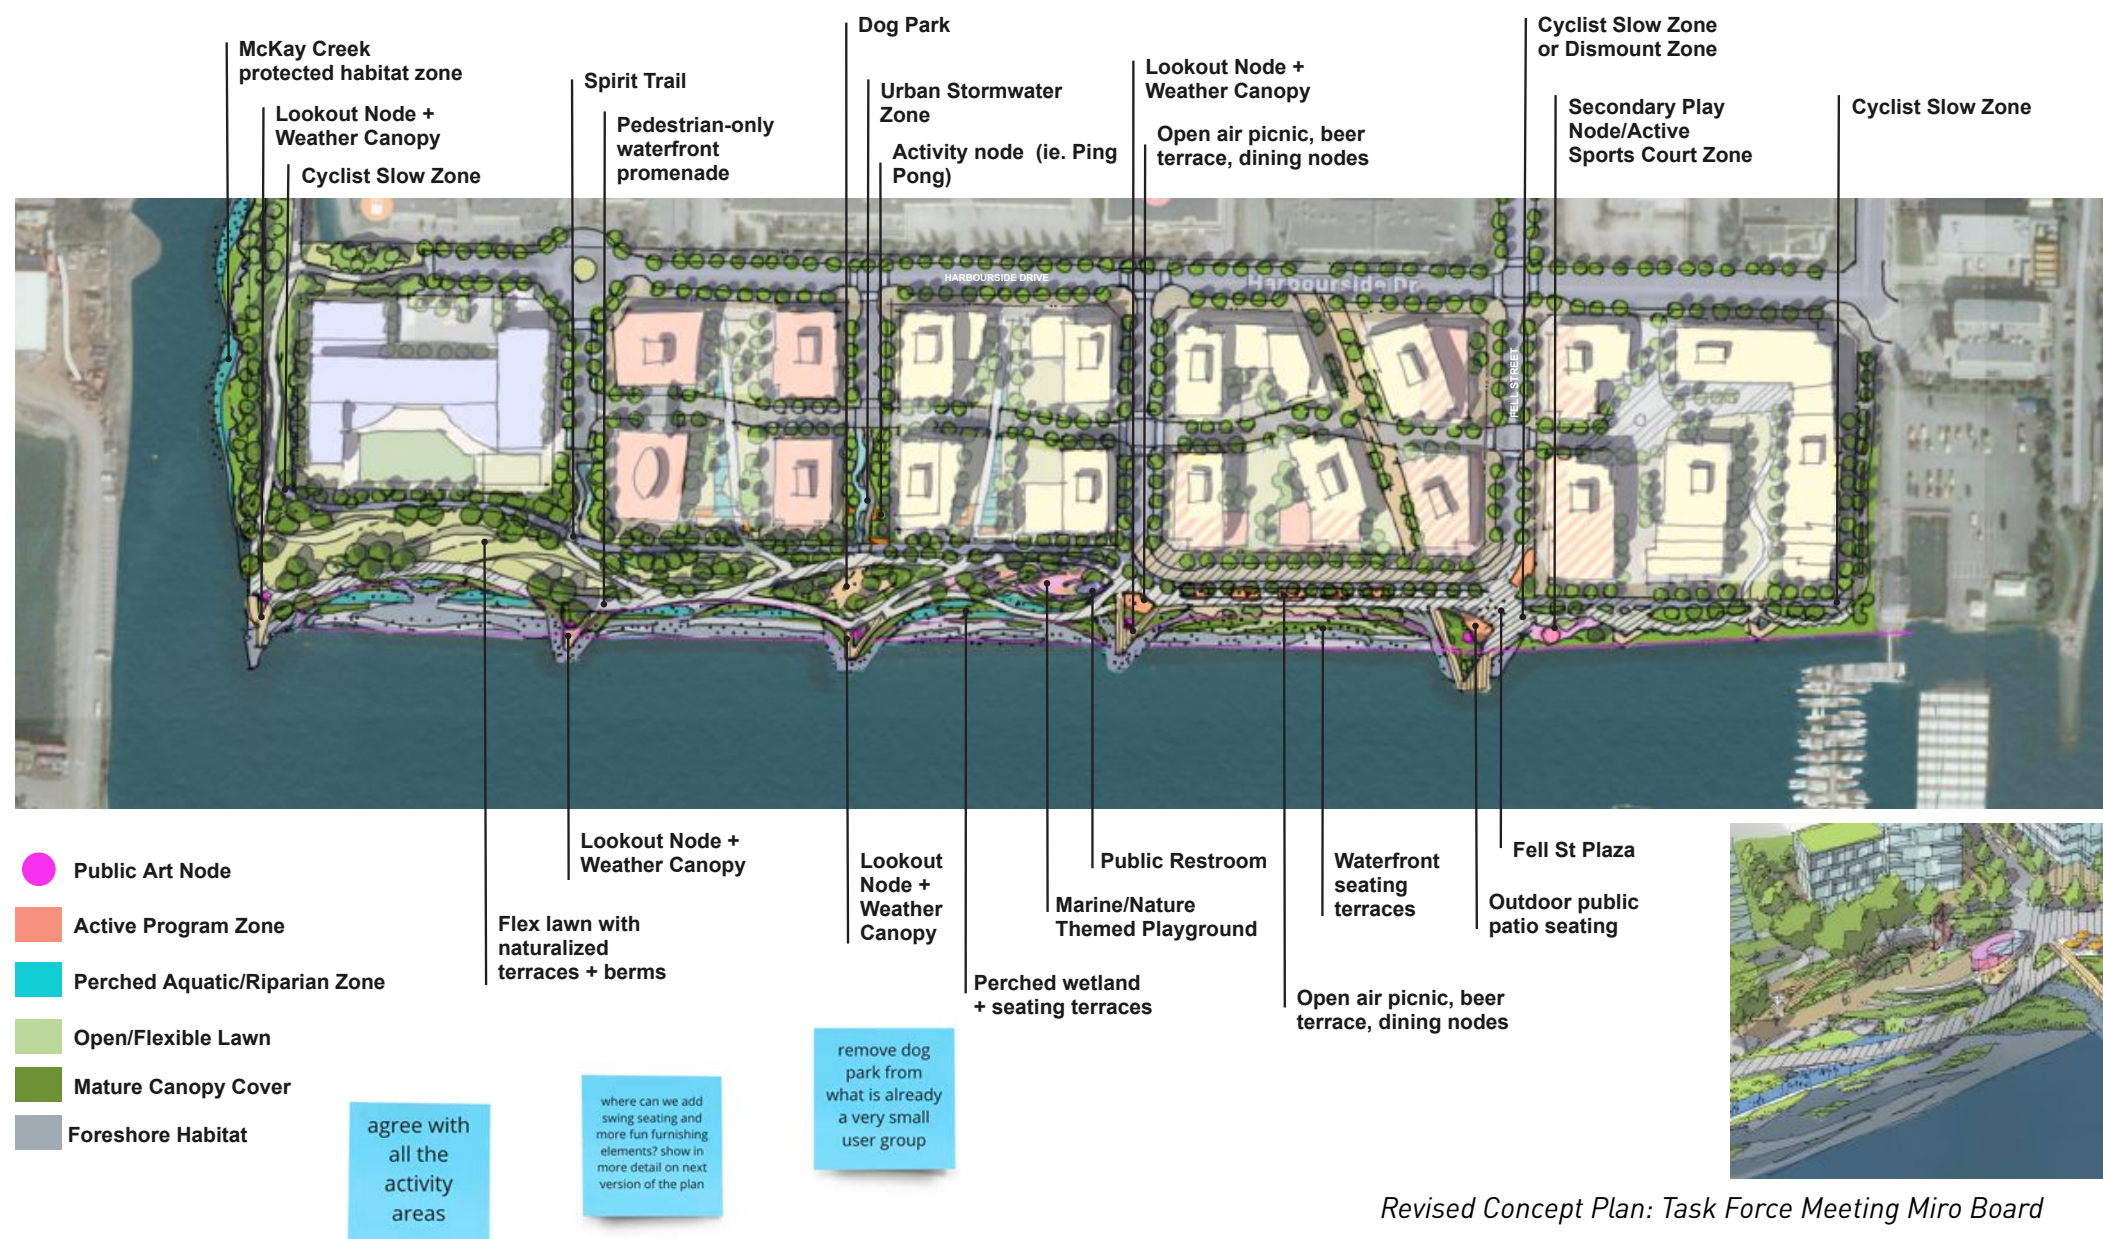 Dog Park
Cyclist Slow Zone
or Dismount Zone
McKay Creek
protected habitat zone
Spirit Trail
Lookout Node +
Weather Canopy
Urban Stormwater
Zone
Lookout Node +
Weather Canopy
Secondary Play
Node/Active
Sports Court Zone
Cyclist Slow Zone
Pedestrian-only
waterfront
promenade
Open air picnic, beer
terrace, dining nodes
Activity node (ie. Ping
Pong)
Cyclist Slow Zone
HARBOURSIDE DRIVE
Harbourside Dr
FELL STREET
Lookout Node +
Weather Canopy
Lookout
Node +
Weather
Canopy
Public Restroom
Waterfront
seating
terraces
Fell St Plaza
Marine/Nature
Themed Playground
Outdoor public
patio seating
Flex lawn with
naturalized
terraces + berms
Perched wetland
+ seating terraces
Open air picnic, beer
terrace, dining nodes
Public Art Node
Active Program Zone
Perched Aquatic/Riparian Zone
Open/Flexible Lawn
Mature Canopy Cover
Foreshore Habitat
agree with
all the
activity
areas
where can we add
swing seating and
more fun furnishing
elements? show in
more detail on next
version of the plan
remove dog
park from
what is already
a very small
user group
Revised Concept Plan: Task Force Meeting Miro Board